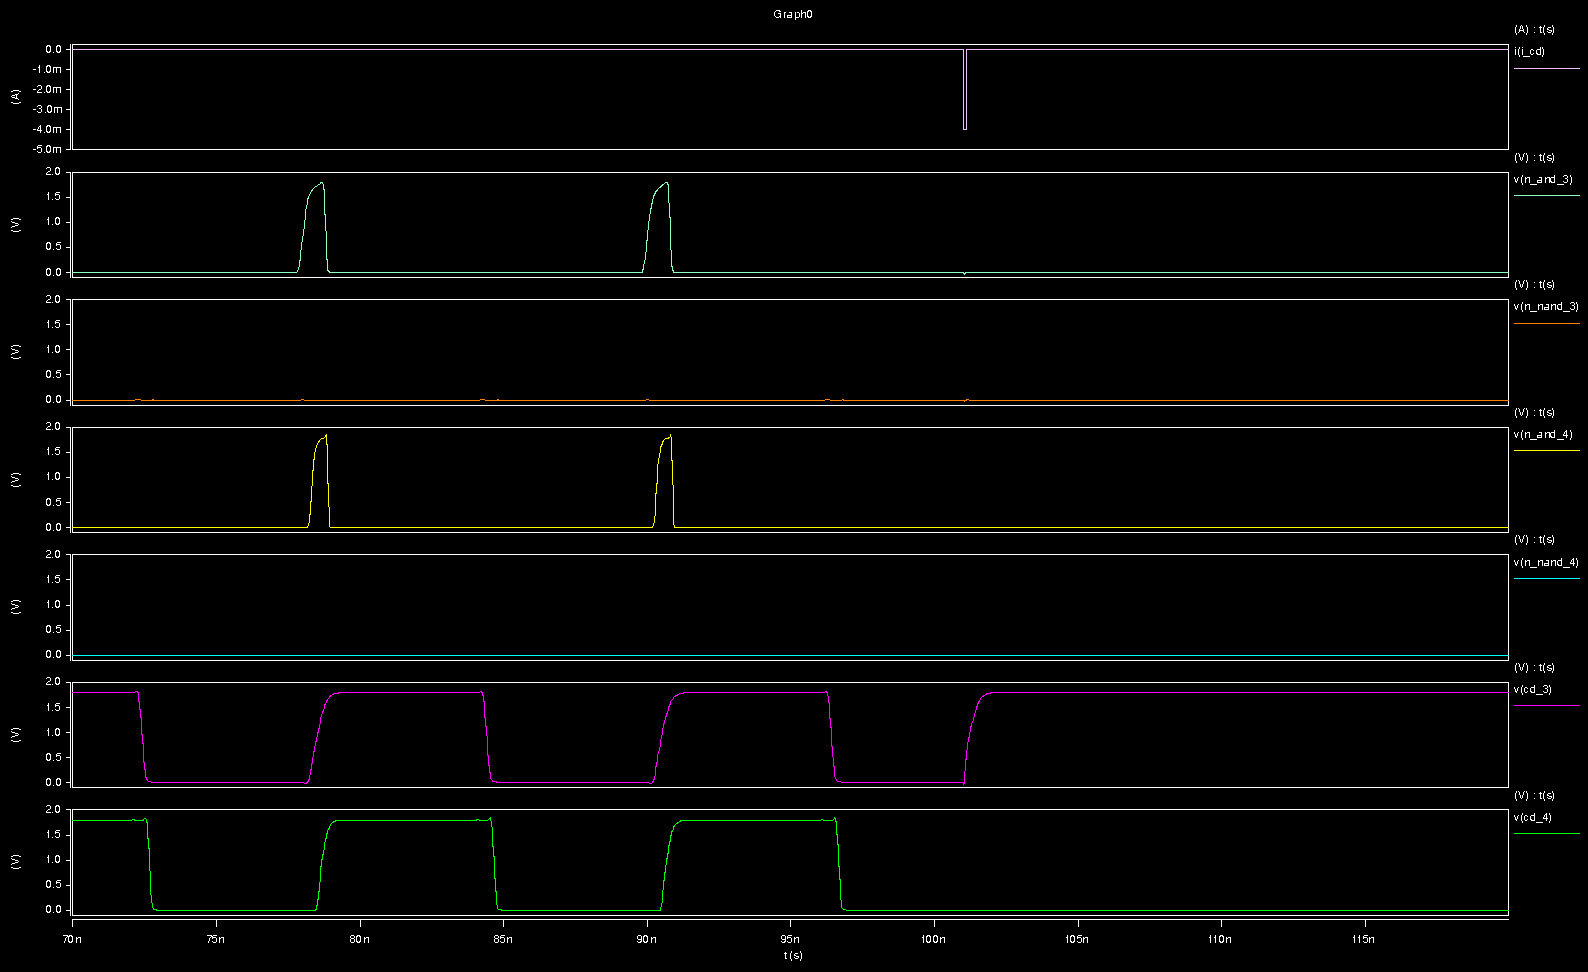 Graph0
(A) : t(s)
i(i_cd)
0.0
-1.0m
-2.0m
-3.0m
-4.0m
-5.0m
(A)
(V) : t(s)
v(n_and_3)
2.0
1.5
1.0
0.5
0.0
(V)
(V) : t(s)
v(n_nand_3)
2.0
1.5
1.0
0.5
0.0
(V)
(V) : t(s)
v(n_and_4)
2.0
1.5
1.0
0.5
0.0
(V)
(V) : t(s)
v(n_nand_4)
2.0
1.5
1.0
0.5
0.0
(V)
(V) : t(s)
v(cd_3)
2.0
1.5
1.0
0.5
0.0
(V)
(V) : t(s)
v(cd_4)
2.0
1.5
1.0
0.5
0.0
(V)
70n 75n 80n 85n 90n 95n 100n 105n 110n 115n
t(s)